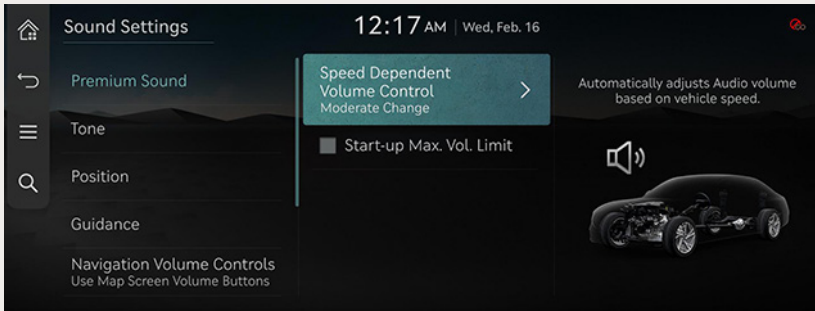 Sound Settings
12:17 AM | Wed, Feb. 16
Premium Sound
Tone
Position
Guidance
Navigation Volume Controls
Use Map Screen Volume Buttons
Speed Dependent
Volume Control
Moderate Change
Start-up Max. Vol. Limit
Automatically adjusts Audio volume
based on vehicle speed.